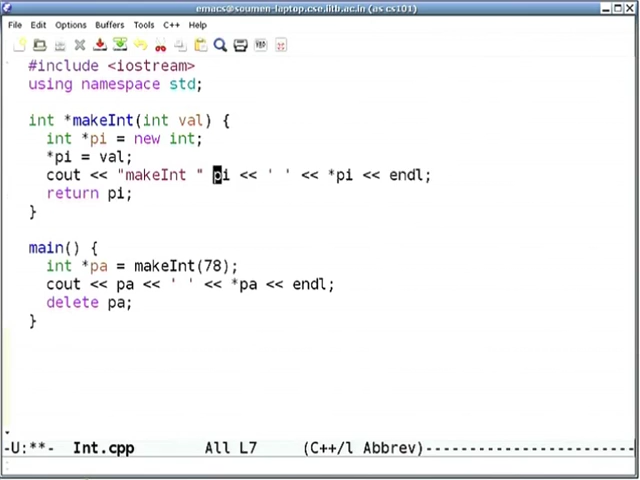 emacs@soumen-laptop.cse.iitb.ac.in (as cs101)
File Edit Options Buffers Tools C++ Help
#include <iostream>
using namespace std;
int *makeInt(int val) {
int *pi = new int;
*pi = val;
cout << "makeInt " pi << ' ' << *pi << endl;
return pi;
}
main() {
int *pa = makeInt(78);
cout << pa << ' ' << *pa << endl;
delete pa;
}
-U:**- Int.cpp All L7 (C++/l Abbrev)-----------------------